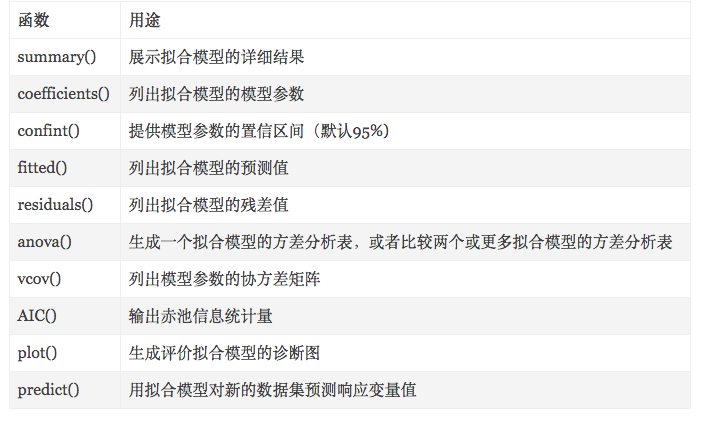 函数 用途
summary() 展示拟合模型的详细结果
coefficients() 列出拟合模型的模型参数
confint() 提供模型参数的置信区间（默认95%)
fitted() 列出拟合模型的预测值
residuals() 列出拟合模型的残差值
anova() 生成一个拟合模型的方差分析表，或者比较两个或更多拟合模型的方差分析表
vcov() 列出模型参数的协方差矩阵
AIC() 输出赤池信息统计量
plot() 生成评价拟合模型的诊断图
predict() 用拟合模型对新的数据集预测响应变量值